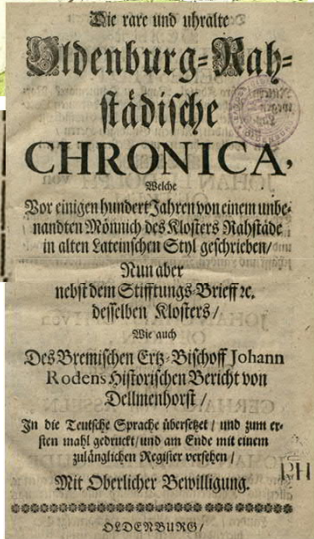 Die rare und uhralte
Oldenburg-Rah-
städische
CHRONICA,
Welche
Vor einigen hundert Jahren von einem unbe-
nandten Mönnich des Klosters Rahstäde
in alten Lateinschen Styl geschrieben/
Nun aber
nebst dem Stifftungs-Brieff ꝛc.
desselben Klosters/
Wie auch
Des Bremischen Ertz-Bischoff Johann
Rodens Historischen Bericht von
Dellmenhorst/
In die Teutsche Sprache übersetzet/ und zum er-
sten mahl gedruckt/ und am Ende mit einem
zulänglichen Register versehen/
Mit Oberlicher Bewilligung.
OLDENBURG/
PH